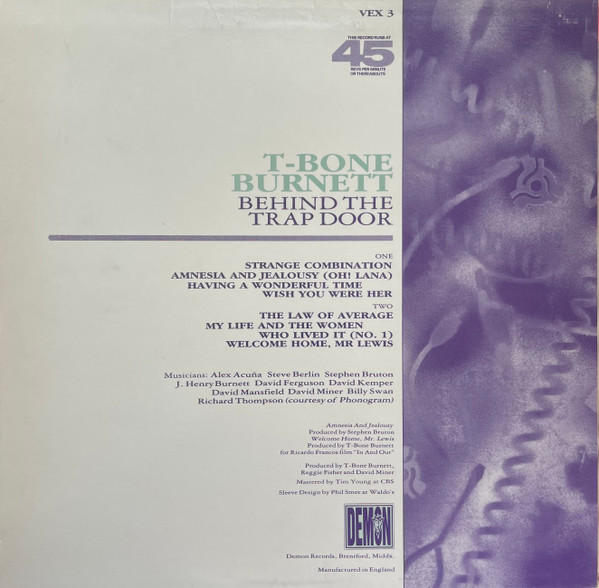 VEX 3
THIS RECORD RUNS AT
45
REVS PER MINUTE
OR THEREABOUTS
T-BONE
BURNETT
BEHIND THE
TRAP DOOR
ONE
STRANGE COMBINATION
AMNESIA AND JEALOUSY (OH! LANA)
HAVING A WONDERFUL TIME
WISH YOU WERE HER
TWO
THE LAW OF AVERAGE
MY LIFE AND THE WOMEN
WHO LIVED IT (NO. 1)
WELCOME HOME, MR LEWIS
Musicians: Alex Acuña Steve Berlin Stephen Bruton
J. Henry Burnett David Ferguson David Kemper
David Mansfield David Miner Billy Swan
Richard Thompson (courtesy of Phonogram)
Amnesia And Jealousy
Produced by Stephen Bruton
Welcome Home, Mr. Lewis
Produced by T-Bone Burnett
for Ricardo Francos film "In And Out"
Produced by T-Bone Burnett,
Reggie Fisher and David Miner
Mastered by Tim Young at CBS
Sleeve Design by Phil Smee at Waldo's
DEMON
Demon Records, Brentford, Middx.
Manufactured in England